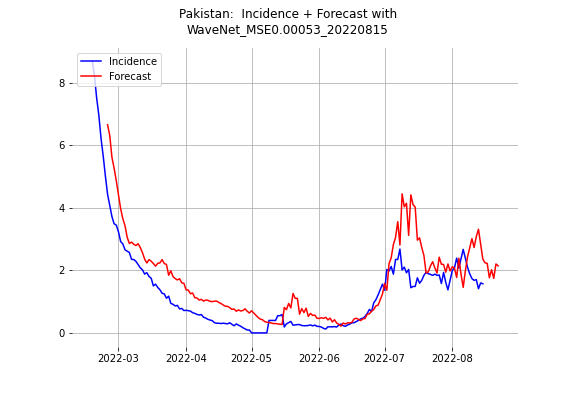 Pakistan:  Incidence + Forecast with
WaveNet_MSE0.00053_20220815
Incidence
Forecast
8
6
4
2
0
2022-03 2022-04 2022-05 2022-06 2022-07 2022-08